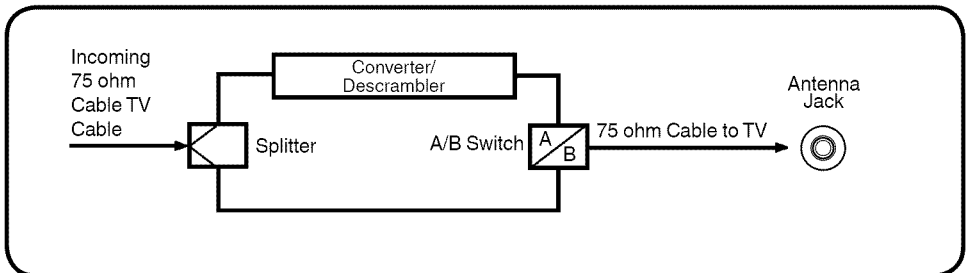 Incoming
75 ohm
Cable TV
Cable
Splitter
Converter/
Descrambler
A/B Switch
A
B
75 ohm Cable to TV
Antenna
Jack